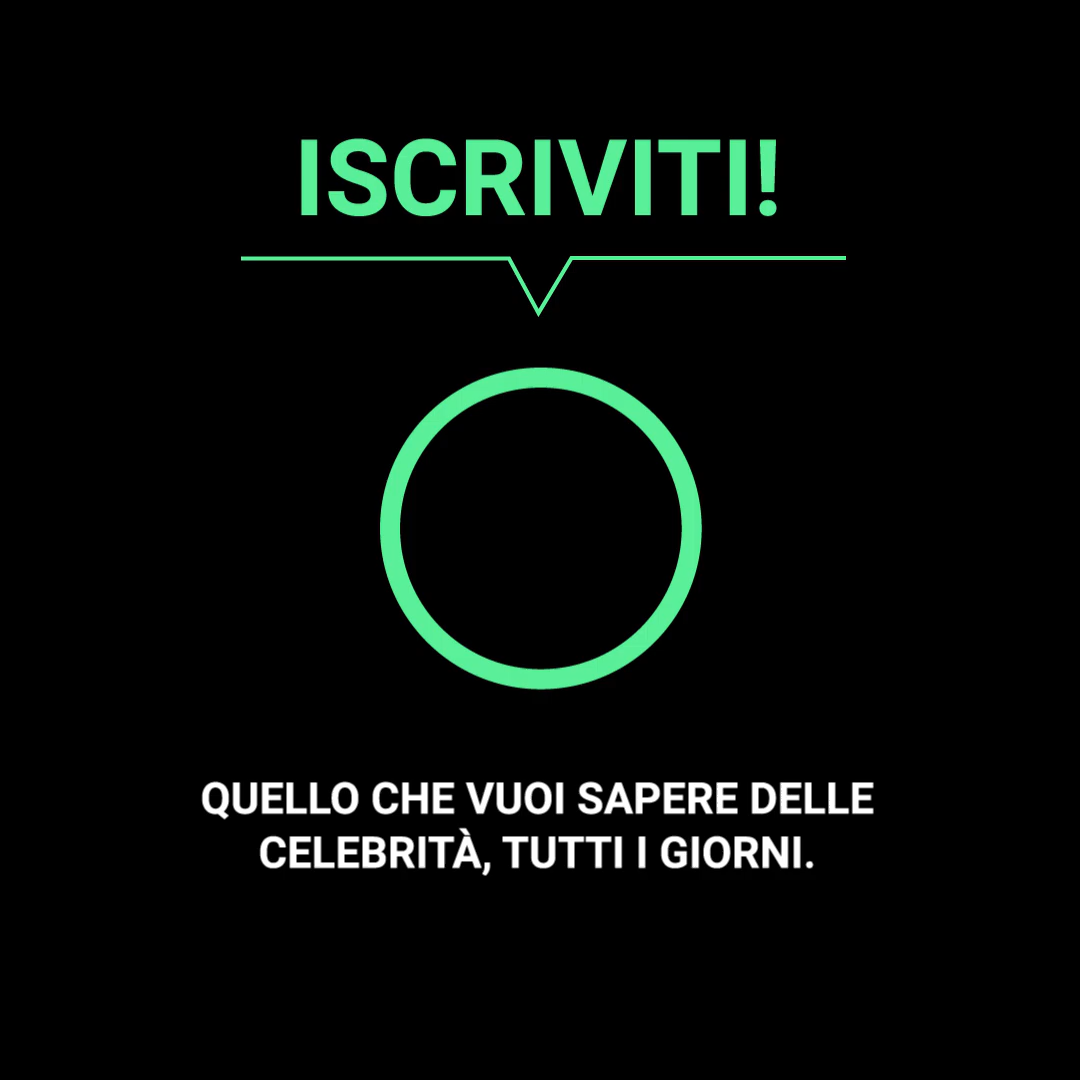 ISCRIVITI!
QUELLO CHE VUOI SAPERE DELLE
CELEBRITÀ, TUTTI I GIORNI.